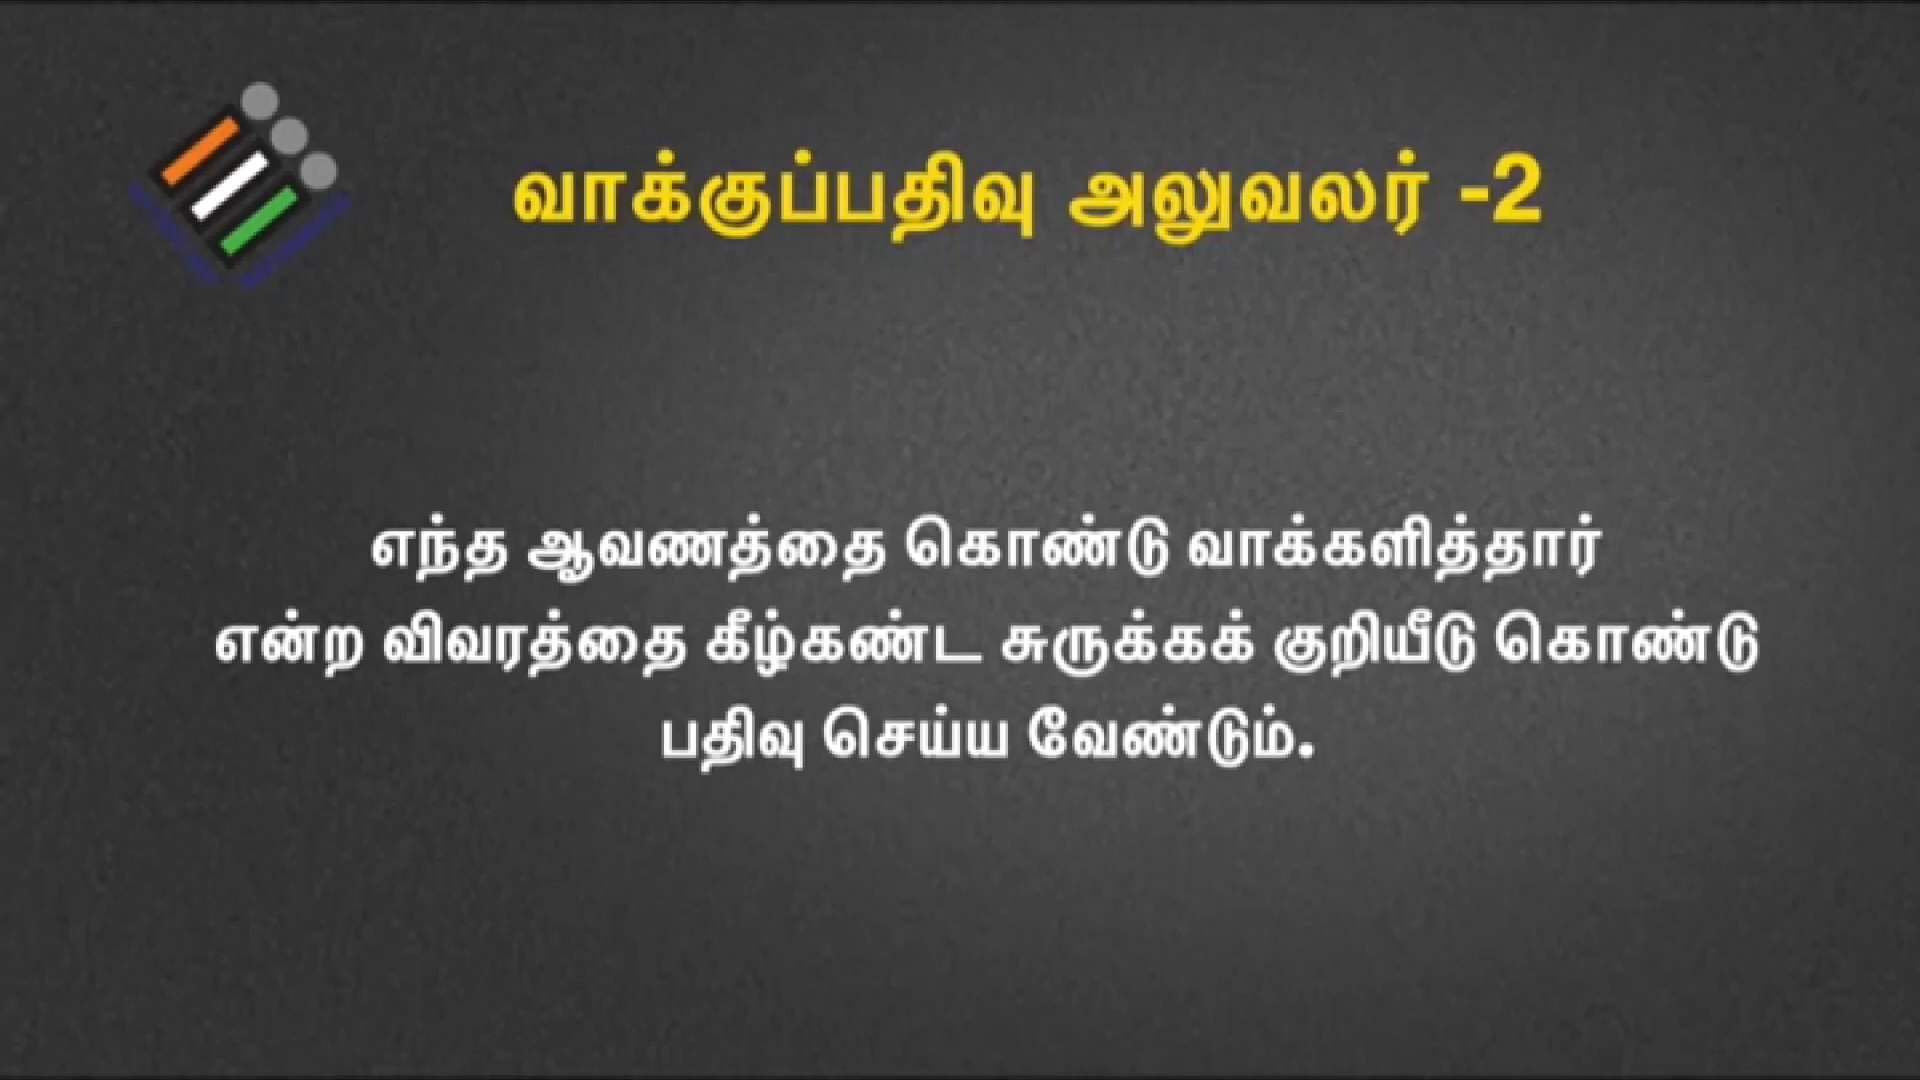 வாக்குப்பதிவு அலுவலர் -2
எந்த ஆவணத்தை கொண்டு வாக்களித்தார்
என்ற விவரத்தை கீழ்கண்ட சுருக்கக் குறியீடு கொண்டு
பதிவு செய்ய வேண்டும்.